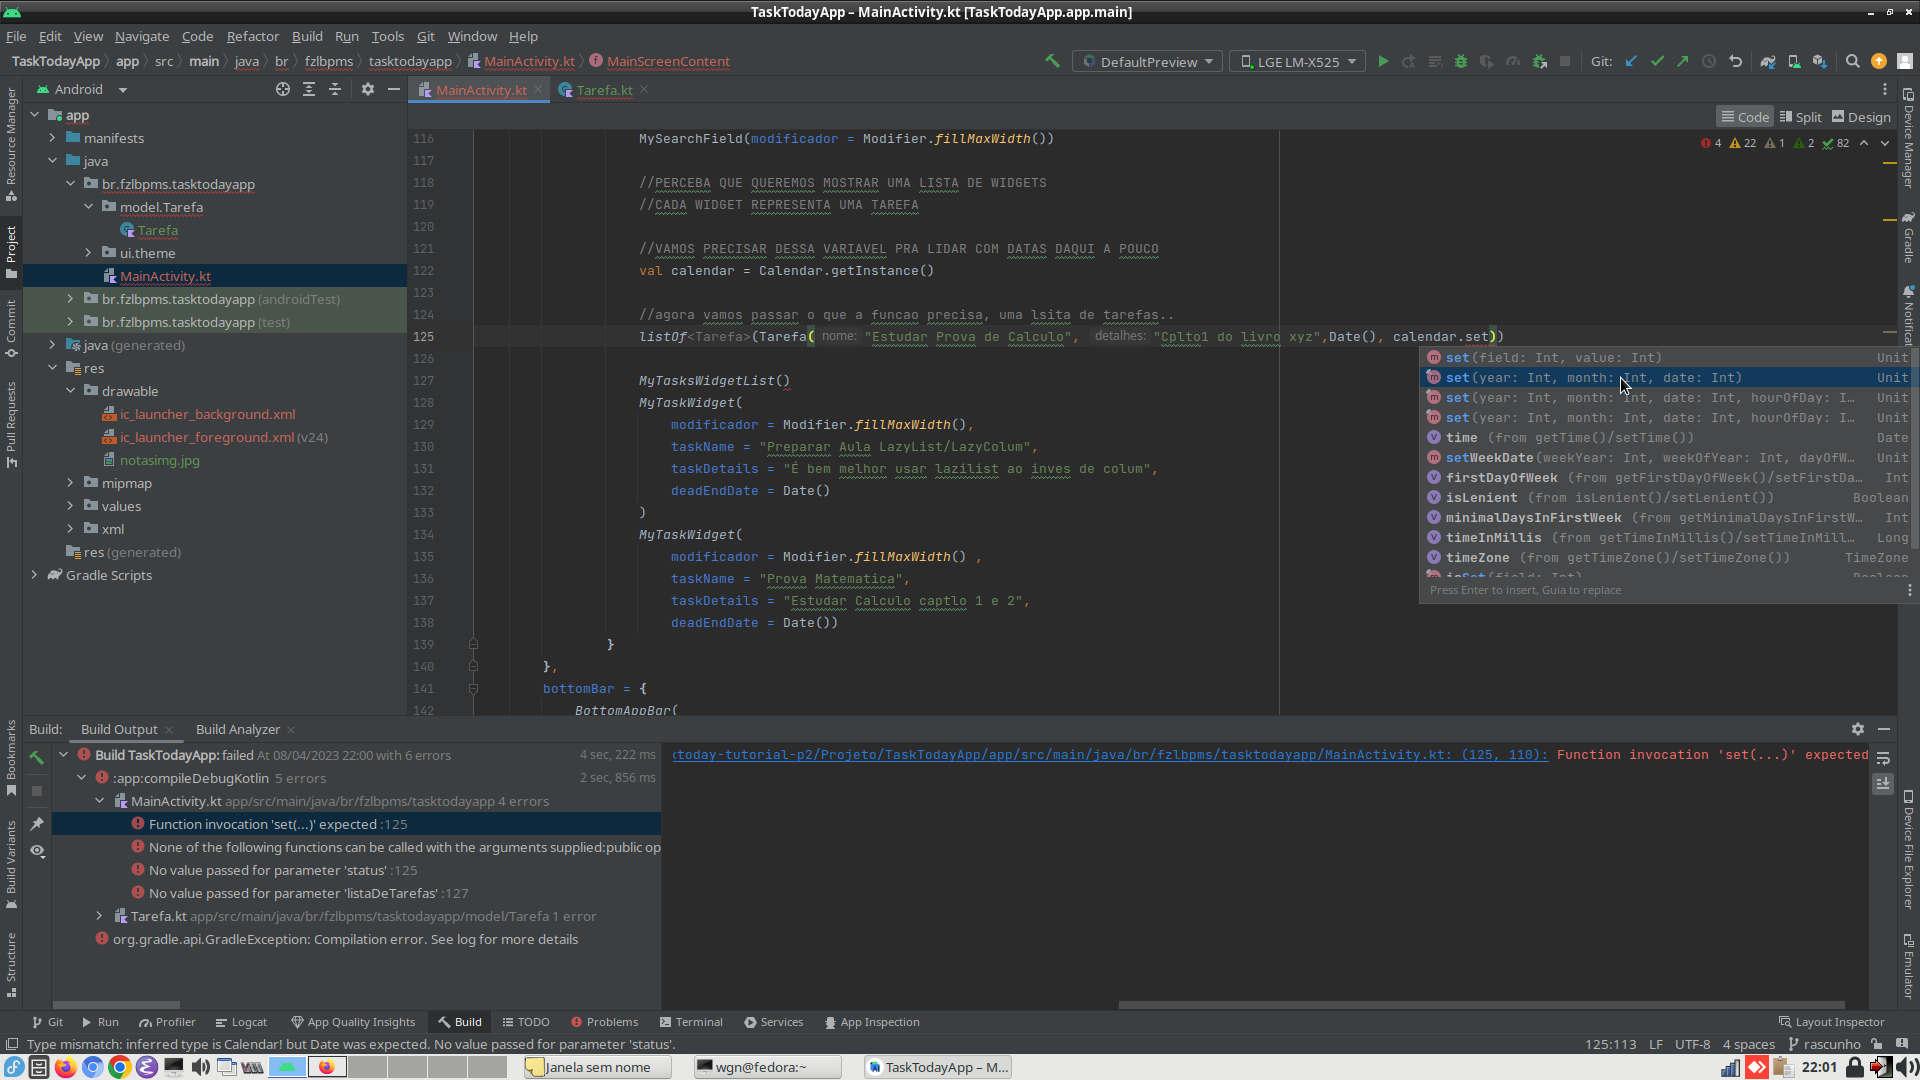 TaskTodayApp – MainActivity.kt [TaskTodayApp.app.main]
File Edit View Navigate Code Refactor Build Run Tools Git Window Help
TaskTodayApp app src main java br fzlbpms tasktodayapp MainActivity.kt MainScreenContent DefaultPreview LGE LM-X525 Git:
Android
MainActivity.kt Tarefa.kt
Code Split Design
4 22 1 2 82
Resource Manager
Project
Commit
Pull Requests
Bookmarks
Build Variants
Structure
app
manifests
java
br.fzlbpms.tasktodayapp
model.Tarefa
Tarefa
ui.theme
MainActivity.kt
br.fzlbpms.tasktodayapp (androidTest)
br.fzlbpms.tasktodayapp (test)
java (generated)
res
drawable
ic_launcher_background.xml
ic_launcher_foreground.xml (v24)
notasimg.jpg
mipmap
values
xml
res (generated)
Gradle Scripts
116 MySearchField(modificador = Modifier.fillMaxWidth())
117
118 //PERCEBA QUE QUEREMOS MOSTRAR UMA LISTA DE WIDGETS
119 //CADA WIDGET REPRESENTA UMA TAREFA
120
121 //VAMOS PRECISAR DESSA VARIAVEL PRA LIDAR COM DATAS DAQUI A POUCO
122 val calendar = Calendar.getInstance()
123
124 //agora vamos passar o que a funcao precisa, uma lsita de tarefas..
125 listOf<Tarefa>(Tarefa( nome: "Estudar Prova de Calculo", detalhes: "Cplto1 do livro xyz",Date(), calendar.set))
126
127 MyTasksWidgetList()
128 MyTaskWidget(
129 modificador = Modifier.fillMaxWidth(),
130 taskName = "Preparar Aula LazyList/LazyColum",
131 taskDetails = "É bem melhor usar lazilist ao inves de colum",
132 deadEndDate = Date()
133 )
134 MyTaskWidget(
135 modificador = Modifier.fillMaxWidth() ,
136 taskName = "Prova Matematica",
137 taskDetails = "Estudar Calculo captlo 1 e 2",
138 deadEndDate = Date())
139 }
140 },
141 bottomBar = {
142 BottomAppBar(
set(field: Int, value: Int) Unit
set(year: Int, month: Int, date: Int) Unit
set(year: Int, month: Int, date: Int, hourOfDay: I… Unit
set(year: Int, month: Int, date: Int, hourOfDay: I… Unit
time (from getTime()/setTime()) Date
setWeekDate(weekYear: Int, weekOfYear: Int, dayOfW… Unit
firstDayOfWeek (from getFirstDayOfWeek()/setFirstDa… Int
isLenient (from isLenient()/setLenient()) Boolean
minimalDaysInFirstWeek (from getMinimalDaysInFirstW… Int
timeInMillis (from getTimeInMillis()/setTimeInMill… Long
timeZone (from getTimeZone()/setTimeZone()) TimeZone
isSet(field: Int) Boolean
Press Enter to insert, Guia to replace
Device Manager
Gradle
Notificat
Device File Explorer
Emulator
Build: Build Output Build Analyzer
Build TaskTodayApp: failed At 08/04/2023 22:00 with 6 errors 4 sec, 222 ms
:app:compileDebugKotlin 5 errors 2 sec, 856 ms
MainActivity.kt app/src/main/java/br/fzlbpms/tasktodayapp 4 errors
Function invocation 'set(...)' expected :125
None of the following functions can be called with the arguments supplied:public op
No value passed for parameter 'status' :125
No value passed for parameter 'listaDeTarefas' :127
Tarefa.kt app/src/main/java/br/fzlbpms/tasktodayapp/model/Tarefa 1 error
org.gradle.api.GradleException: Compilation error. See log for more details
today-tutorial-p2/Projeto/TaskTodayApp/app/src/main/java/br/fzlbpms/tasktodayapp/MainActivity.kt: (125, 110): Function invocation 'set(...)' expected
Git Run Profiler Logcat App Quality Insights Build TODO Problems Terminal Services App Inspection Layout Inspector
Type mismatch: inferred type is Calendar! but Date was expected. No value passed for parameter 'status'. 125:113 LF UTF-8 4 spaces rascunho
Janela sem nome wgn@fedora:~ TaskTodayApp – M... 22:01